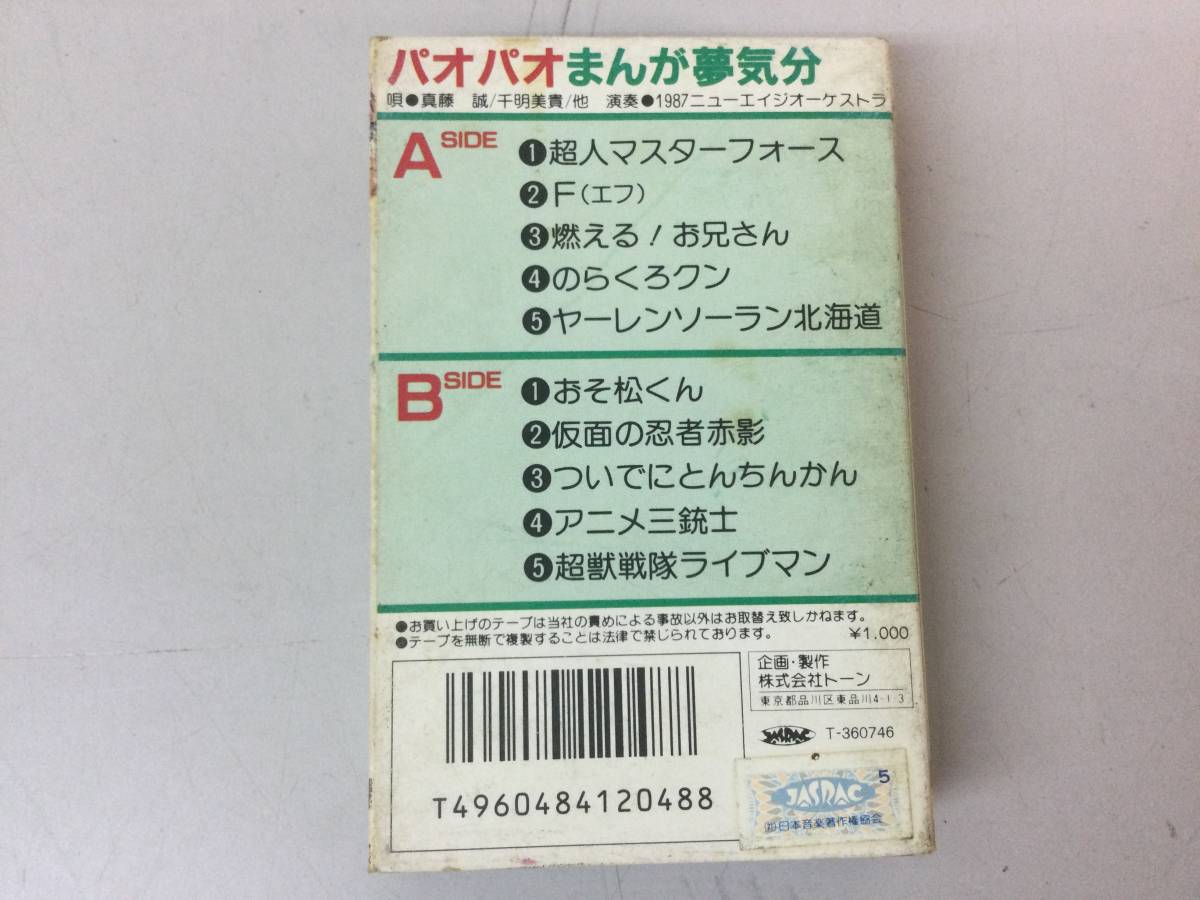 パオパオまんが夢気分
唄●真藤 誠/千明美貴/他 演奏●1987ニューエイジオーケストラ
A SIDE
❶超人マスターフォース
❷F(エフ)
❸燃える!お兄さん
❹のらくろクン
❺ヤーレンソーラン北海道
B SIDE
❶おそ松くん
❷仮面の忍者赤影
❸ついでにとんちんかん
❹アニメ三銃士
❺超獣戦隊ライブマン
●お買い上げのテープは当社の責めによる事故以外はお取替え致しかねます。
●テープを無断で複製することは法律で禁じられております。 ¥1.000
企画・製作
株式会社トーン
東京都品川区東品川4-1-3
JASRAC T-360746
T4960484120488
5
JASRAC
(社)日本音楽著作権協会